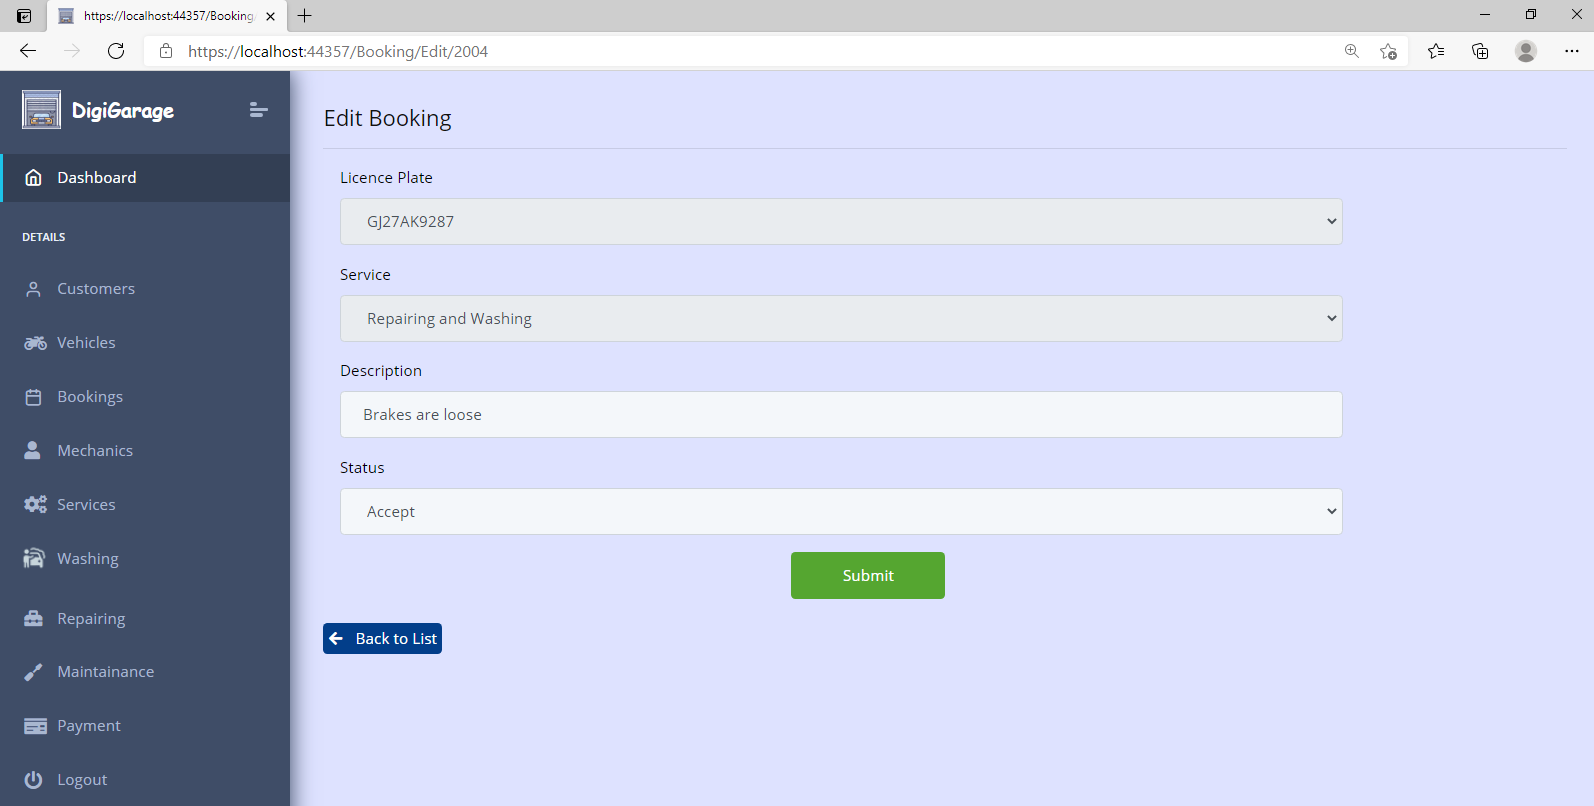 https://localhost:44357/Booking
https://localhost:44357/Booking/Edit/2004
DigiGarage
Dashboard
DETAILS
Customers
Vehicles
Bookings
Mechanics
Services
Washing
Repairing
Maintainance
Payment
Logout
Edit Booking
Licence Plate
GJ27AK9287
Service
Repairing and Washing
Description
Brakes are loose
Status
Accept
Submit
Back to List